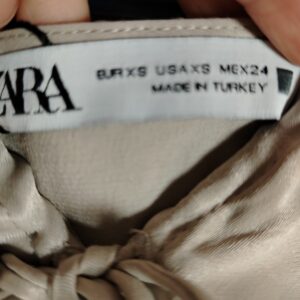 ZARA
EUR XS USA XS MEX 24
MADE IN TURKEY